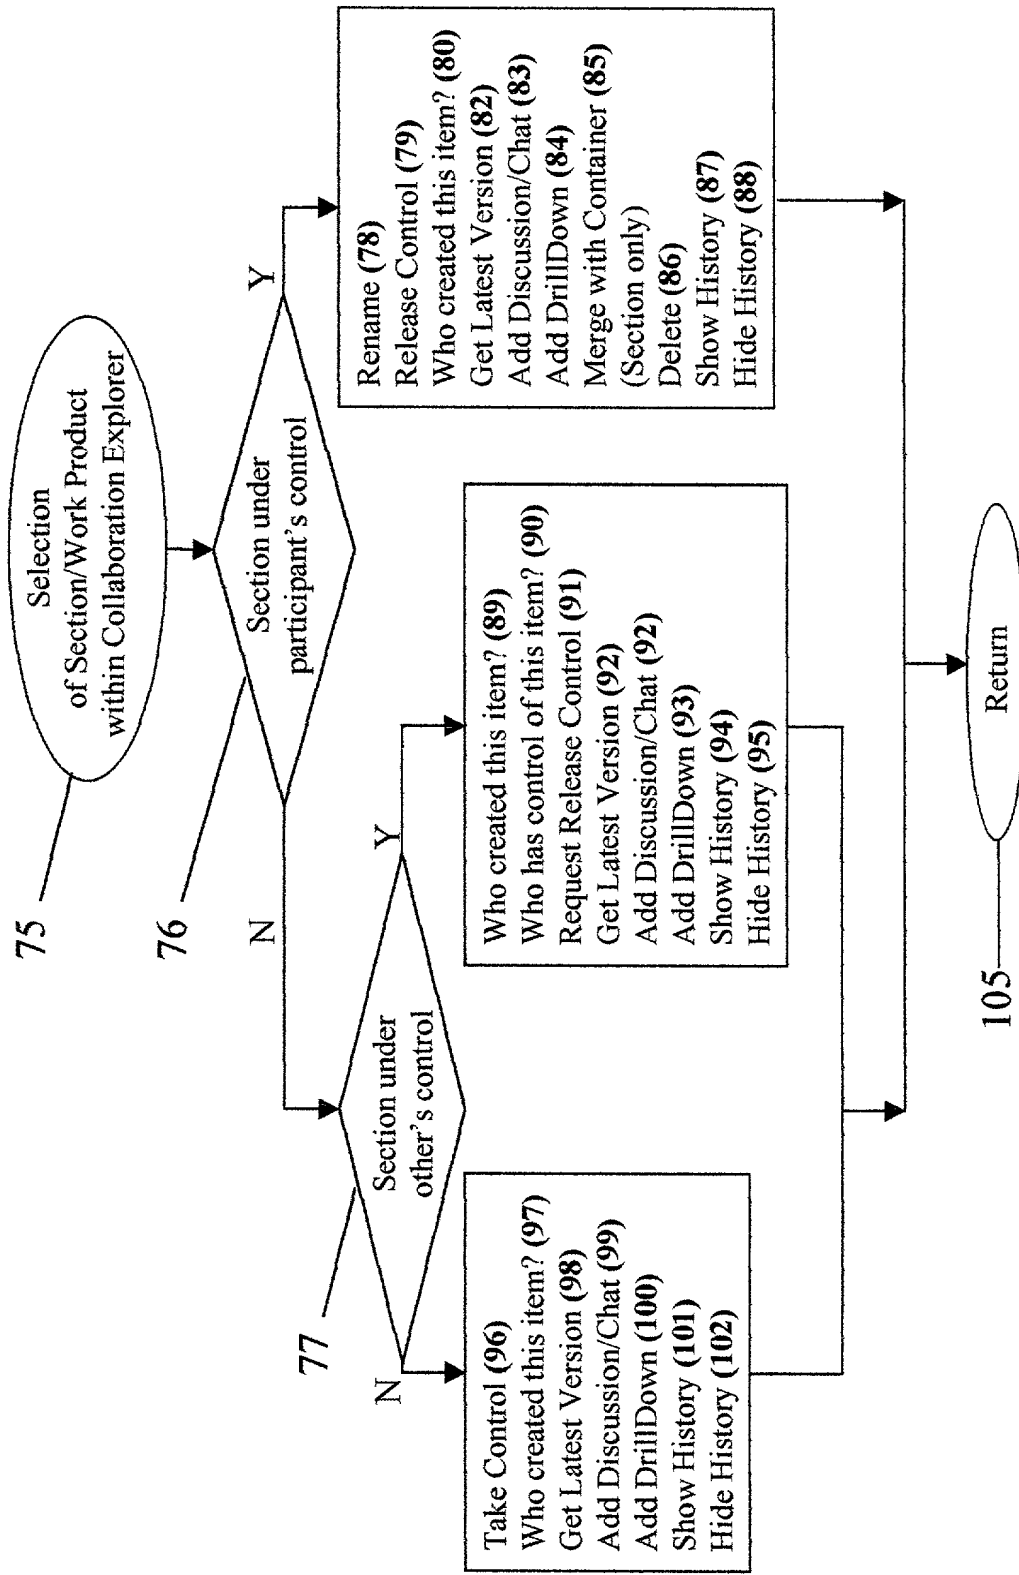 Selection
of Section/Work Product
within Collaboration Explorer
75
76
Section under
participant's control
N
Y
77
Section under
other's control
N
Y
Take Control (96)
Who created this item? (97)
Get Latest Version (98)
Add Discussion/Chat (99)
Add DrillDown (100)
Show History (101)
Hide History (102)
Who created this item? (89)
Who has control of this item? (90)
Request Release Control (91)
Get Latest Version (92)
Add Discussion/Chat (92)
Add DrillDown (93)
Show History (94)
Hide History (95)
Rename (78)
Release Control (79)
Who created this item? (80)
Get Latest Version (82)
Add Discussion/Chat (83)
Add DrillDown (84)
Merge with Container (85)
(Section only)
Delete (86)
Show History (87)
Hide History (88)
105
Return